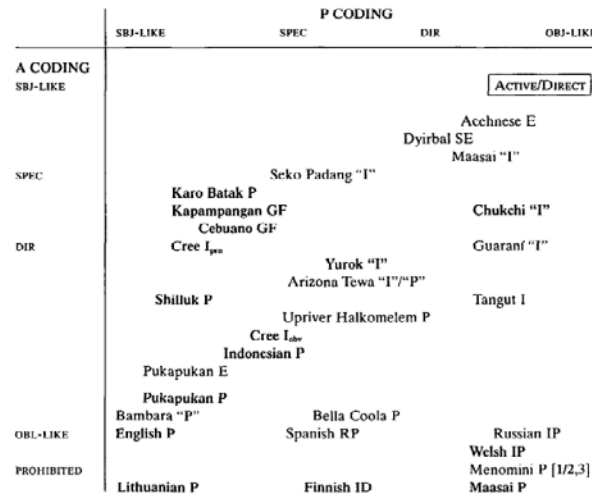 P CODING
SBJ-LIKE SPEC DIR OBJ-LIKE
A CODING
SBJ-LIKE ACTIVE/DIRECT
Acehnese E
Dyirbal SE
Maasai “I”
SPEC Seko Padang “I”
Karo Batak P
Kapampangan GF Chukchi “I”
Cebuano GF
DIR Cree Iprx Guaraní “I”
Yurok “I”
Arizona Tewa “I”/“P”
Shilluk P Tangut I
Upriver Halkomelem P
Cree Iobv
Indonesian P
Pukapukan E
Pukapukan P
Bambara “P” Bella Coola P
OBL-LIKE English P Spanish RP Russian IP
Welsh IP
PROHIBITED Menomini P [1/2,3]
Lithuanian P Finnish ID Maasai P